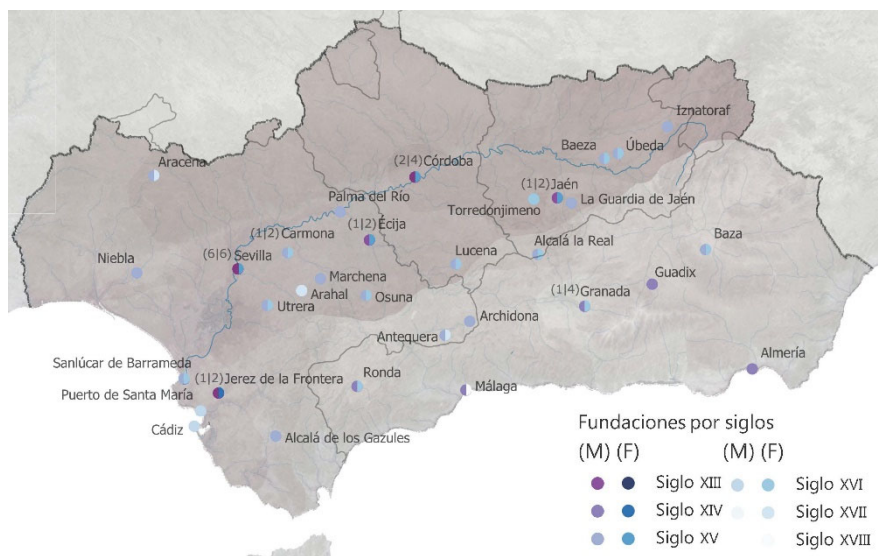 Iznatoraf
Aracena
Baeza
Úbeda
(2|4) Córdoba
(1|2) Jaén
Palma del Río
Torredonjimeno
La Guardia de Jaén
(1|2) Écija
(1|2) Carmona
(6|6) Sevilla
Lucena
Alcalá la Real
Baza
Niebla
Marchena
Guadix
Arahal
Osuna
(1|4) Granada
Utrera
Archidona
Antequera
Sanlúcar de Barrameda
Almería
(1|2) Jerez de la Frontera
Ronda
Málaga
Puerto de Santa María
Cádiz
Alcalá de los Gazules
Fundaciones por siglos
(M) (F) (M) (F)
Siglo XIII Siglo XVI
Siglo XIV Siglo XVII
Siglo XV Siglo XVIII